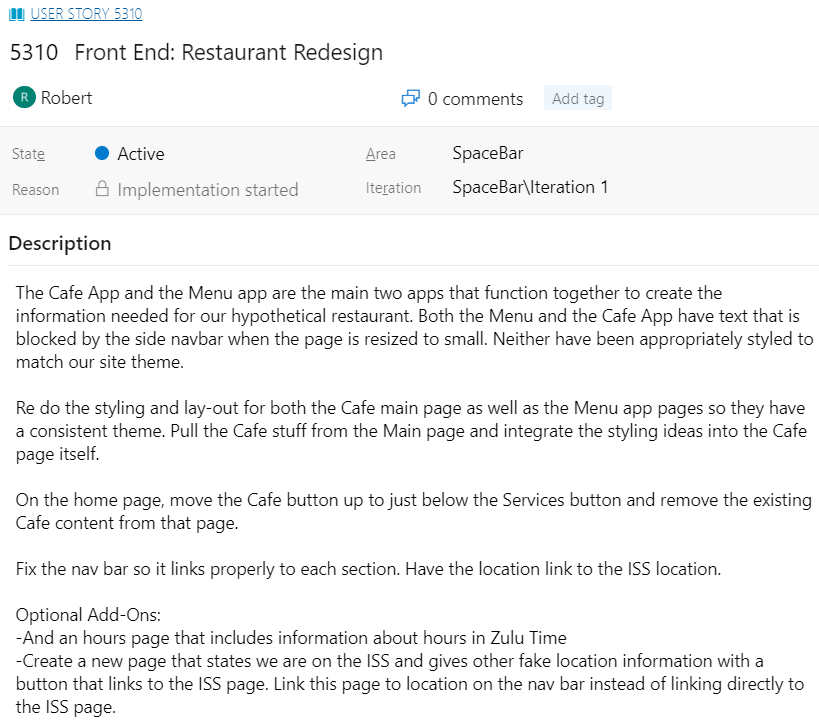 USER STORY 5310
5310 Front End: Restaurant Redesign
R Robert 0 comments Add tag
State Active Area SpaceBar
Reason Implementation started Iteration SpaceBar\Iteration 1
Description
The Cafe App and the Menu app are the main two apps that function together to create the
information needed for our hypothetical restaurant. Both the Menu and the Cafe App have text that is
blocked by the side navbar when the page is resized to small. Neither have been appropriately styled to
match our site theme.
Re do the styling and lay-out for both the Cafe main page as well as the Menu app pages so they have
a consistent theme. Pull the Cafe stuff from the Main page and integrate the styling ideas into the Cafe
page itself.
On the home page, move the Cafe button up to just below the Services button and remove the existing
Cafe content from that page.
Fix the nav bar so it links properly to each section. Have the location link to the ISS location.
Optional Add-Ons:
-And an hours page that includes information about hours in Zulu Time
-Create a new page that states we are on the ISS and gives other fake location information with a
button that links to the ISS page. Link this page to location on the nav bar instead of linking directly to
the ISS page.